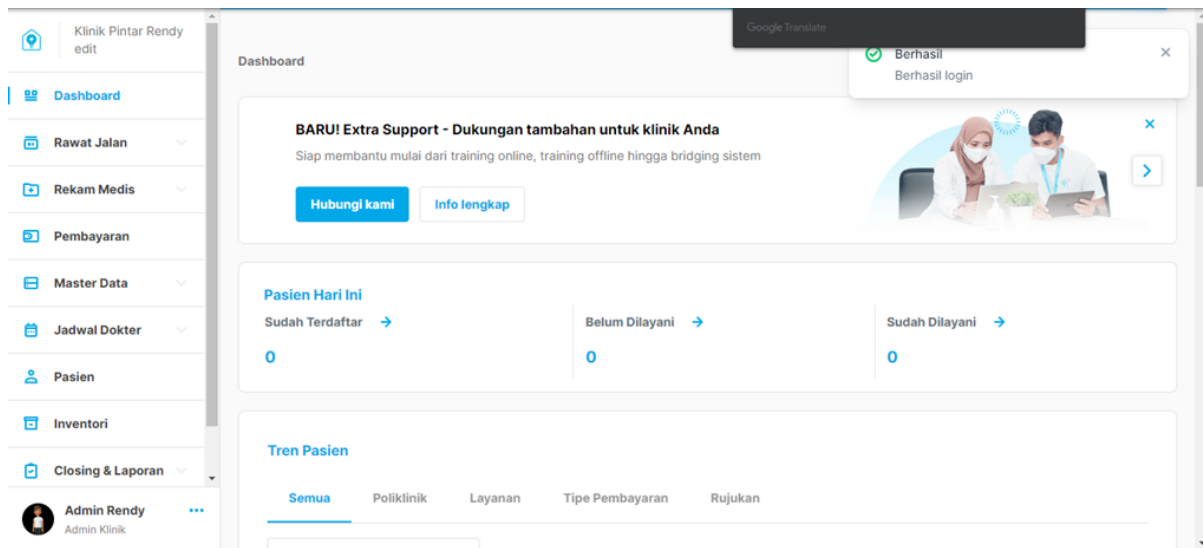 Klinik Pintar Rendy
edit
Dashboard
Rawat Jalan
Rekam Medis
Pembayaran
Master Data
Jadwal Dokter
Pasien
Inventori
Closing & Laporan
Admin Rendy
Admin Klinik
Google Translate
Berhasil
Berhasil login
Dashboard
BARU! Extra Support - Dukungan tambahan untuk klinik Anda
Siap membantu mulai dari training online, training offline hingga bridging sistem
Hubungi kami Info lengkap
Pasien Hari Ini
Sudah Terdaftar Belum Dilayani Sudah Dilayani
0 0 0
Tren Pasien
Semua Poliklinik Layanan Tipe Pembayaran Rujukan